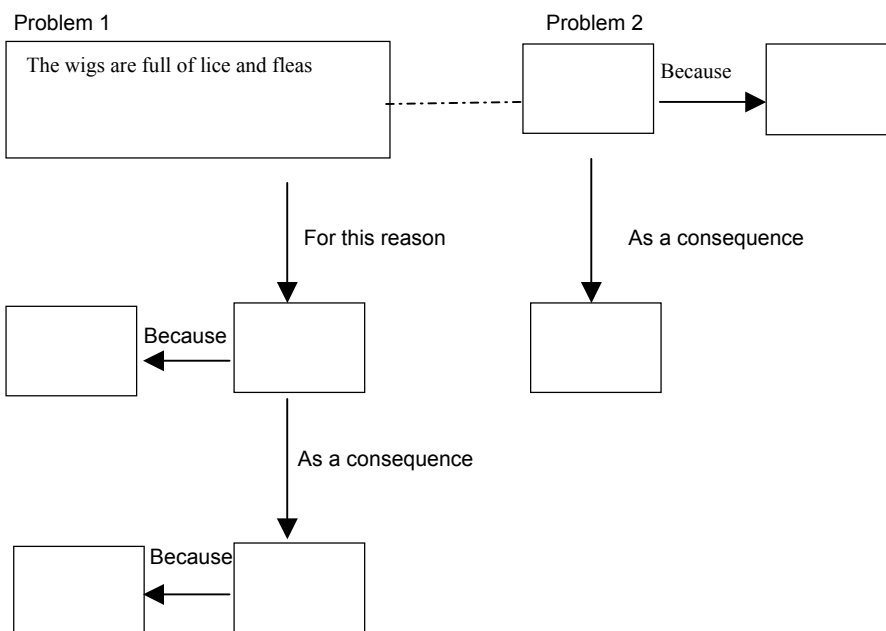 Problem 1
Problem 2
The wigs are full of lice and fleas
Because
For this reason
As a consequence
Because
As a consequence
Because